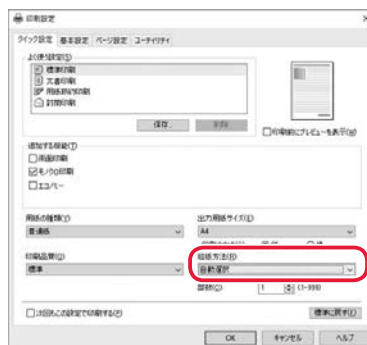 印刷設定
クイック設定 基本設定 ページ設定 ユーティリティ
よく使う設定(S)
標準印刷
文書印刷
用紙節約印刷
封筒印刷
保存...
削除...
印刷前にプレビューを表示(W)
追加する機能(T)
両面印刷
モノクロ印刷
エコノミー
用紙の種類(Y)
普通紙
出力用紙サイズ(Z)
A4
印刷品質(Q)
標準
給紙方法(R)
自動選択
部数(C)
1
(1-999)
次回もこの設定で印刷する(P)
標準に戻す(F)
OK キャンセル ヘルプ